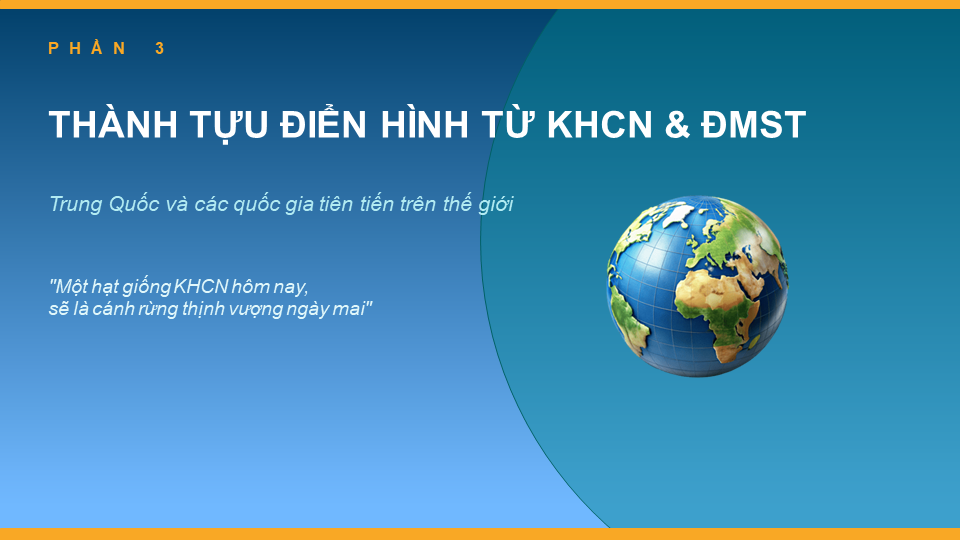 PHẦN 3
THÀNH TỰU ĐIỂN HÌNH TỪ KHCN & ĐMST
Trung Quốc và các quốc gia tiên tiến trên thế giới
"Một hạt giống KHCN hôm nay,
sẽ là cánh rừng thịnh vượng ngày mai"